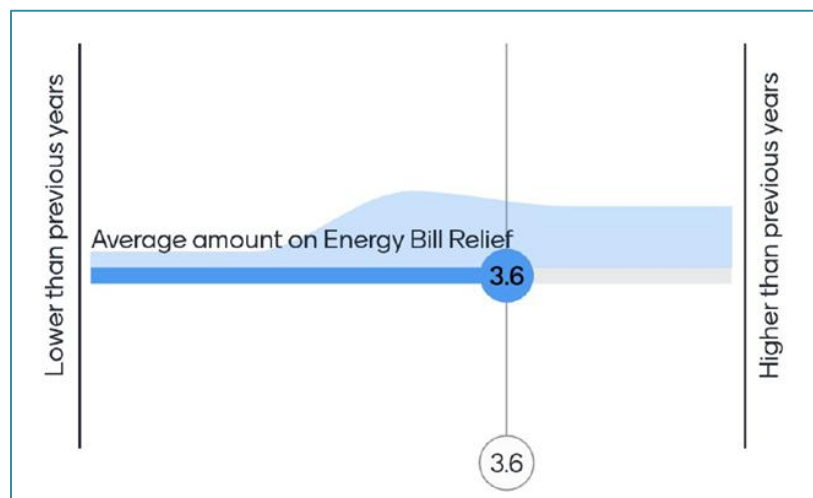 Lower than previous years
Average amount on Energy Bill Relief
3.6
3.6
Higher than previous years